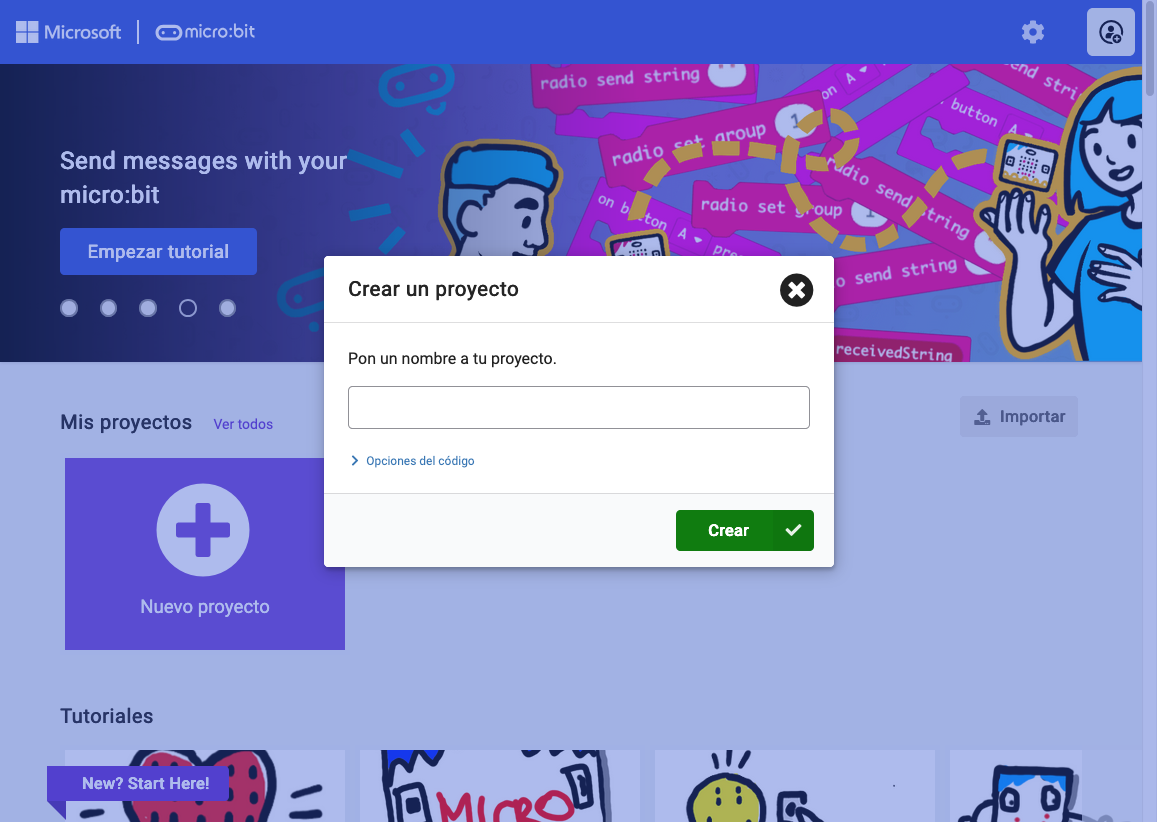 Microsoft
micro:bit
radio send string
on
A
button
A
send
radio set group
1
radio send string
Send messages with your
micro:bit
on button A
radio set group
1
Empezar tutorial
send string
receivedString
Crear un proyecto
Pon un nombre a tu proyecto.
Opciones del código
Crear
Mis proyectos
Ver todos
Importar
Nuevo proyecto
Tutoriales
New? Start Here!
MICRO